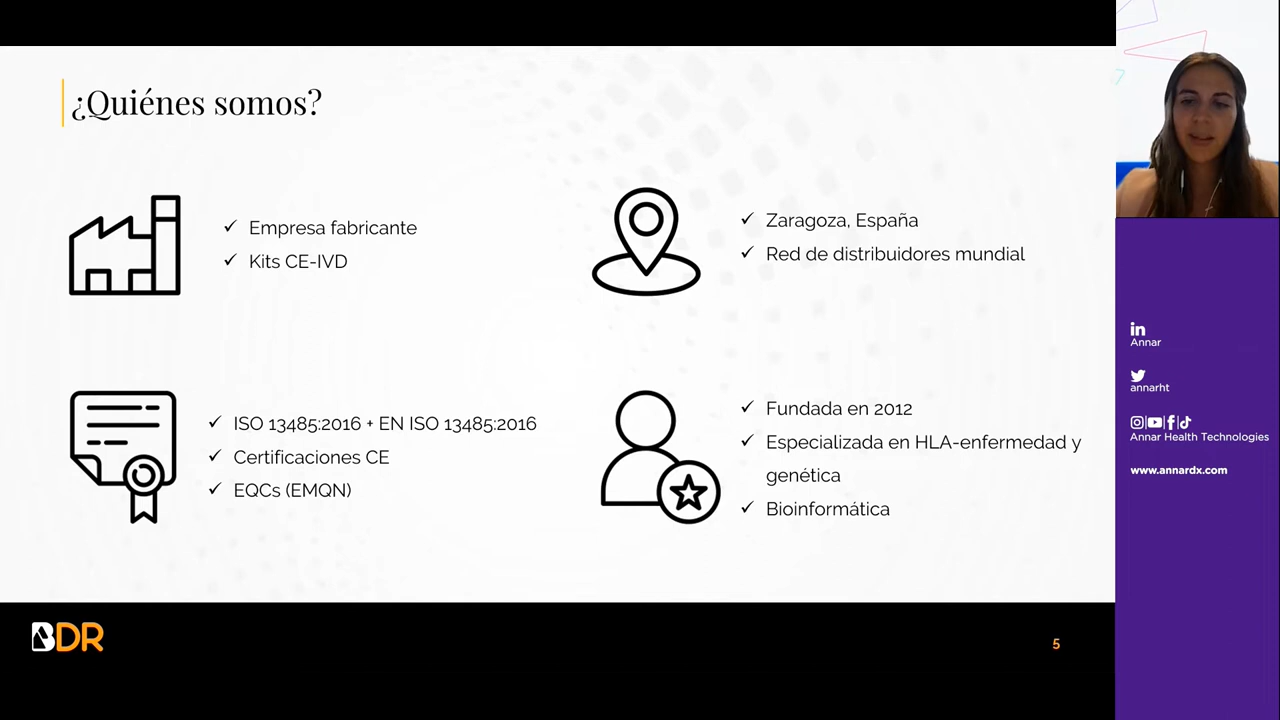 ¿Quiénes somos?
Empresa fabricante
Kits CE-IVD
Zaragoza, España
Red de distribuidores mundial
ISO 13485:2016 + EN ISO 13485:2016
Certificaciones CE
EQCs (EMQN)
Fundada en 2012
Especializada en HLA-enfermedad y
genética
Bioinformática
BDR
5
in
Annar
annarht
Annar Health Technologies
www.annardx.com